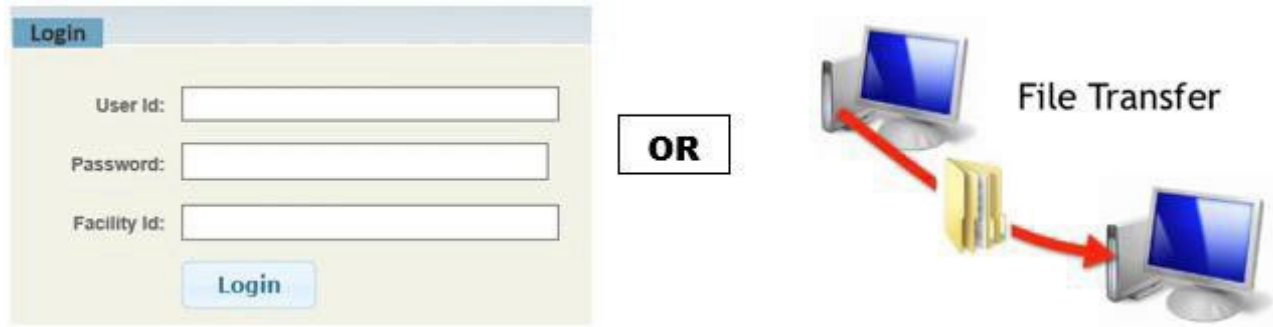 Login
User Id:
Password:
Facility Id:
Login
OR
File Transfer